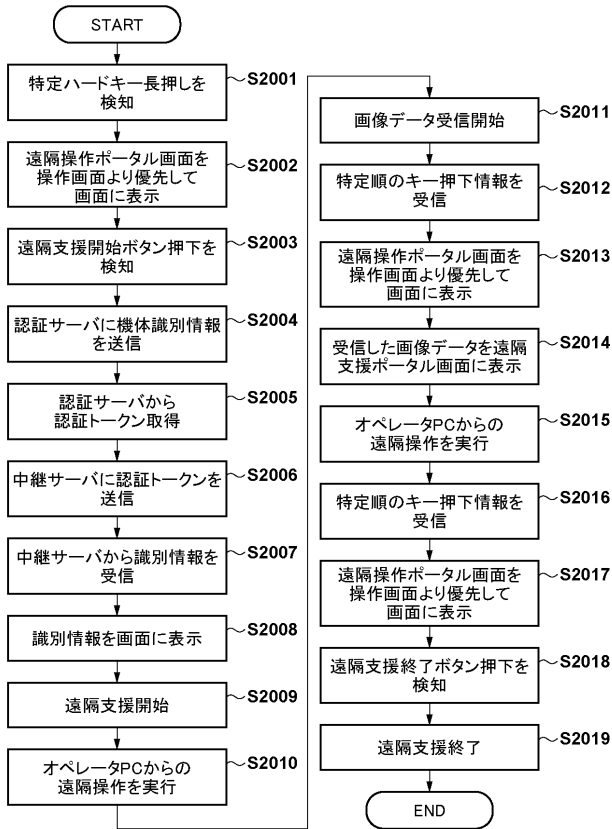 START
特定ハードキー長押しを
検知
S2001
遠隔操作ポータル画面を
操作画面より優先して
画面に表示
S2002
遠隔支援開始ボタン押下を
検知
S2003
認証サーバに機体識別情報
を送信
S2004
認証サーバから
認証トークン取得
S2005
中継サーバに認証トークンを
送信
S2006
中継サーバから識別情報を
受信
S2007
識別情報を画面に表示
S2008
遠隔支援開始
S2009
オペレータPCからの
遠隔操作を実行
S2010
画像データ受信開始
S2011
特定順のキー押下情報を
受信
S2012
遠隔操作ポータル画面を
操作画面より優先して
画面に表示
S2013
受信した画像データを遠隔
支援ポータル画面に表示
S2014
オペレータPCからの
遠隔操作を実行
S2015
特定順のキー押下情報を
受信
S2016
遠隔操作ポータル画面を
操作画面より優先して
画面に表示
S2017
遠隔支援終了ボタン押下を
検知
S2018
遠隔支援終了
S2019
END